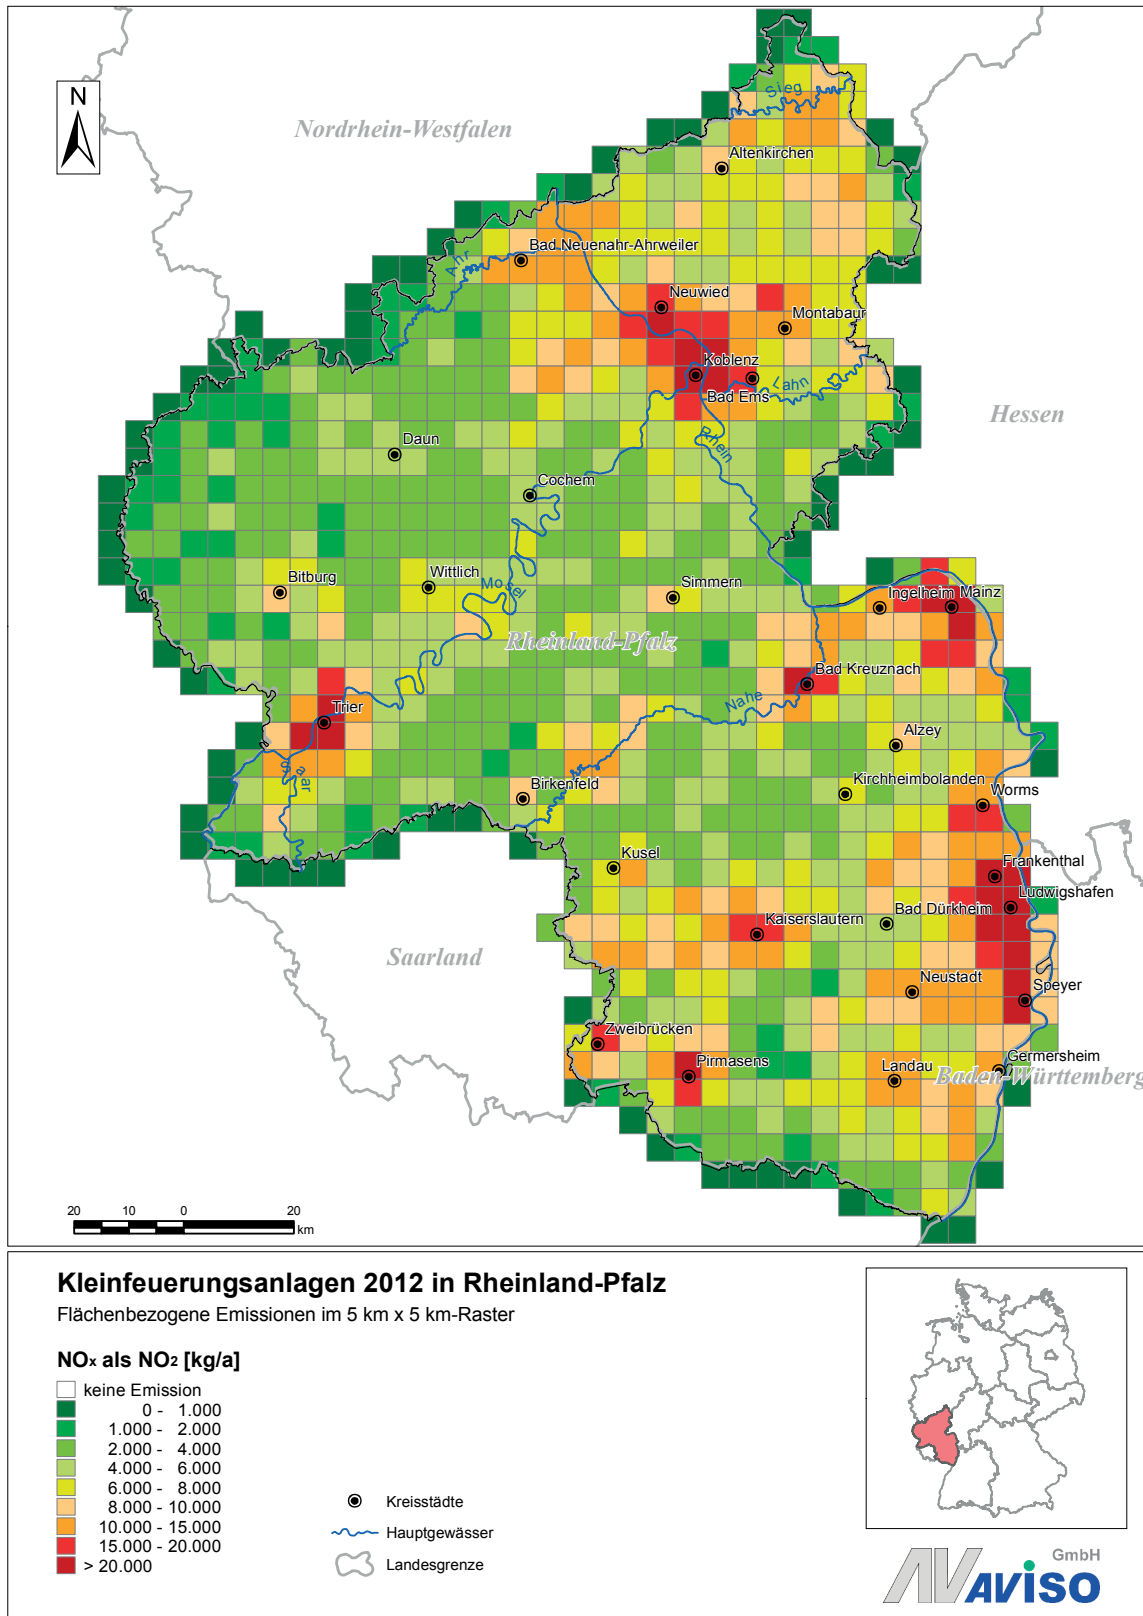 N
Nordrhein-Westfalen
Sieg
Altenkirchen
Bad Neuenahr-Ahrweiler
Ahr
Neuwied
Montabaur
Koblenz
Lahn
Bad Ems
Hessen
Rhein
Daun
Cochem
Bitburg
Wittlich
Mosel
Simmern
Ingelheim
Mainz
Rheinland-Pfalz
Bad Kreuznach
Nahe
Trier
Alzey
Saar
Birkenfeld
Kirchheimbolanden
Worms
Kusel
Frankenthal
Ludwigshafen
Kaiserslautern
Bad Dürkheim
Saarland
Neustadt
Speyer
Zweibrücken
Pirmasens
Landau
Germersheim
Baden-Württemberg
20 10 0 20
km
Kleinfeuerungsanlagen 2012 in Rheinland-Pfalz
Flächenbezogene Emissionen im 5 km x 5 km-Raster
NOx als NO2 [kg/a]
keine Emission
0 - 1.000
1.000 - 2.000
2.000 - 4.000
4.000 - 6.000
6.000 - 8.000
8.000 - 10.000
10.000 - 15.000
15.000 - 20.000
> 20.000
Kreisstädte
Hauptgewässer
Landesgrenze
GmbH
AVISO